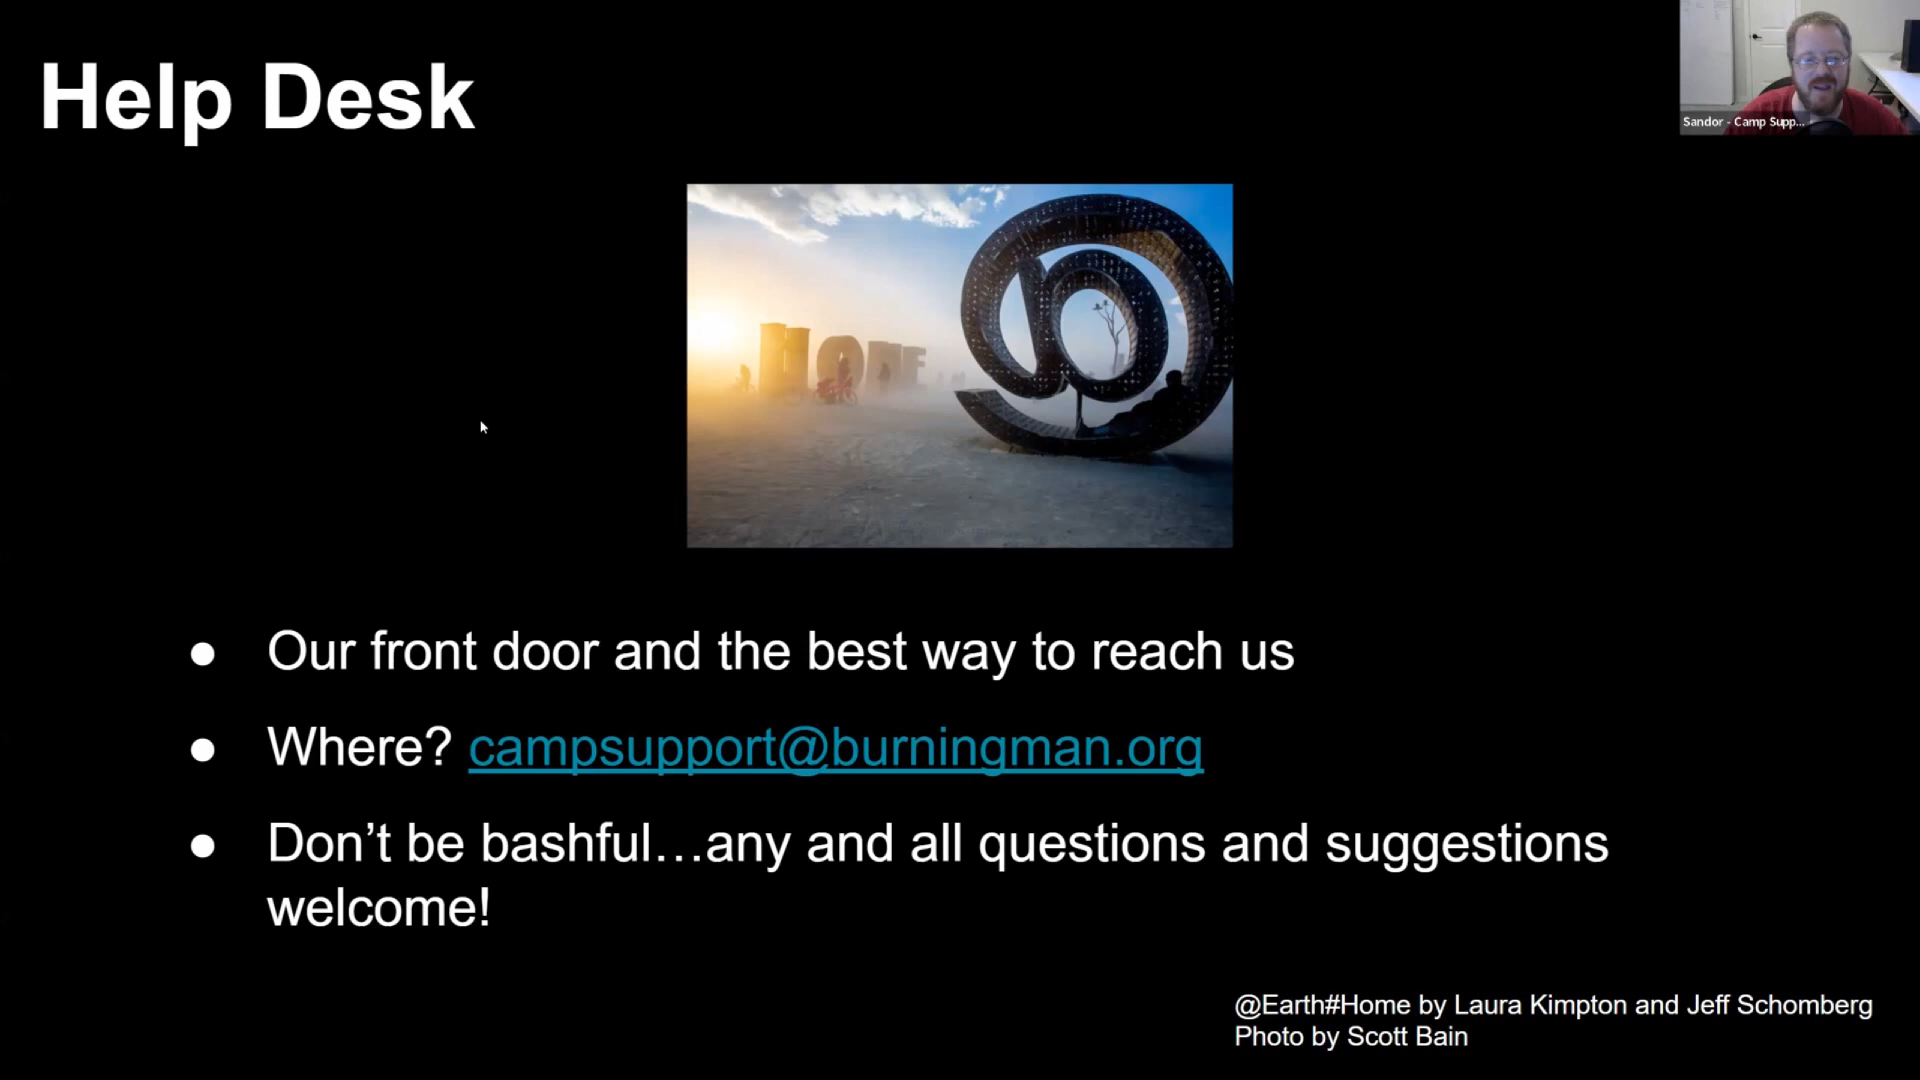 Help Desk
Sandor - Camp Supp...
HOME
@
● Our front door and the best way to reach us
● Where? campsupport@burningman.org
● Don’t be bashful…any and all questions and suggestions
welcome!
@Earth#Home by Laura Kimpton and Jeff Schomberg
Photo by Scott Bain